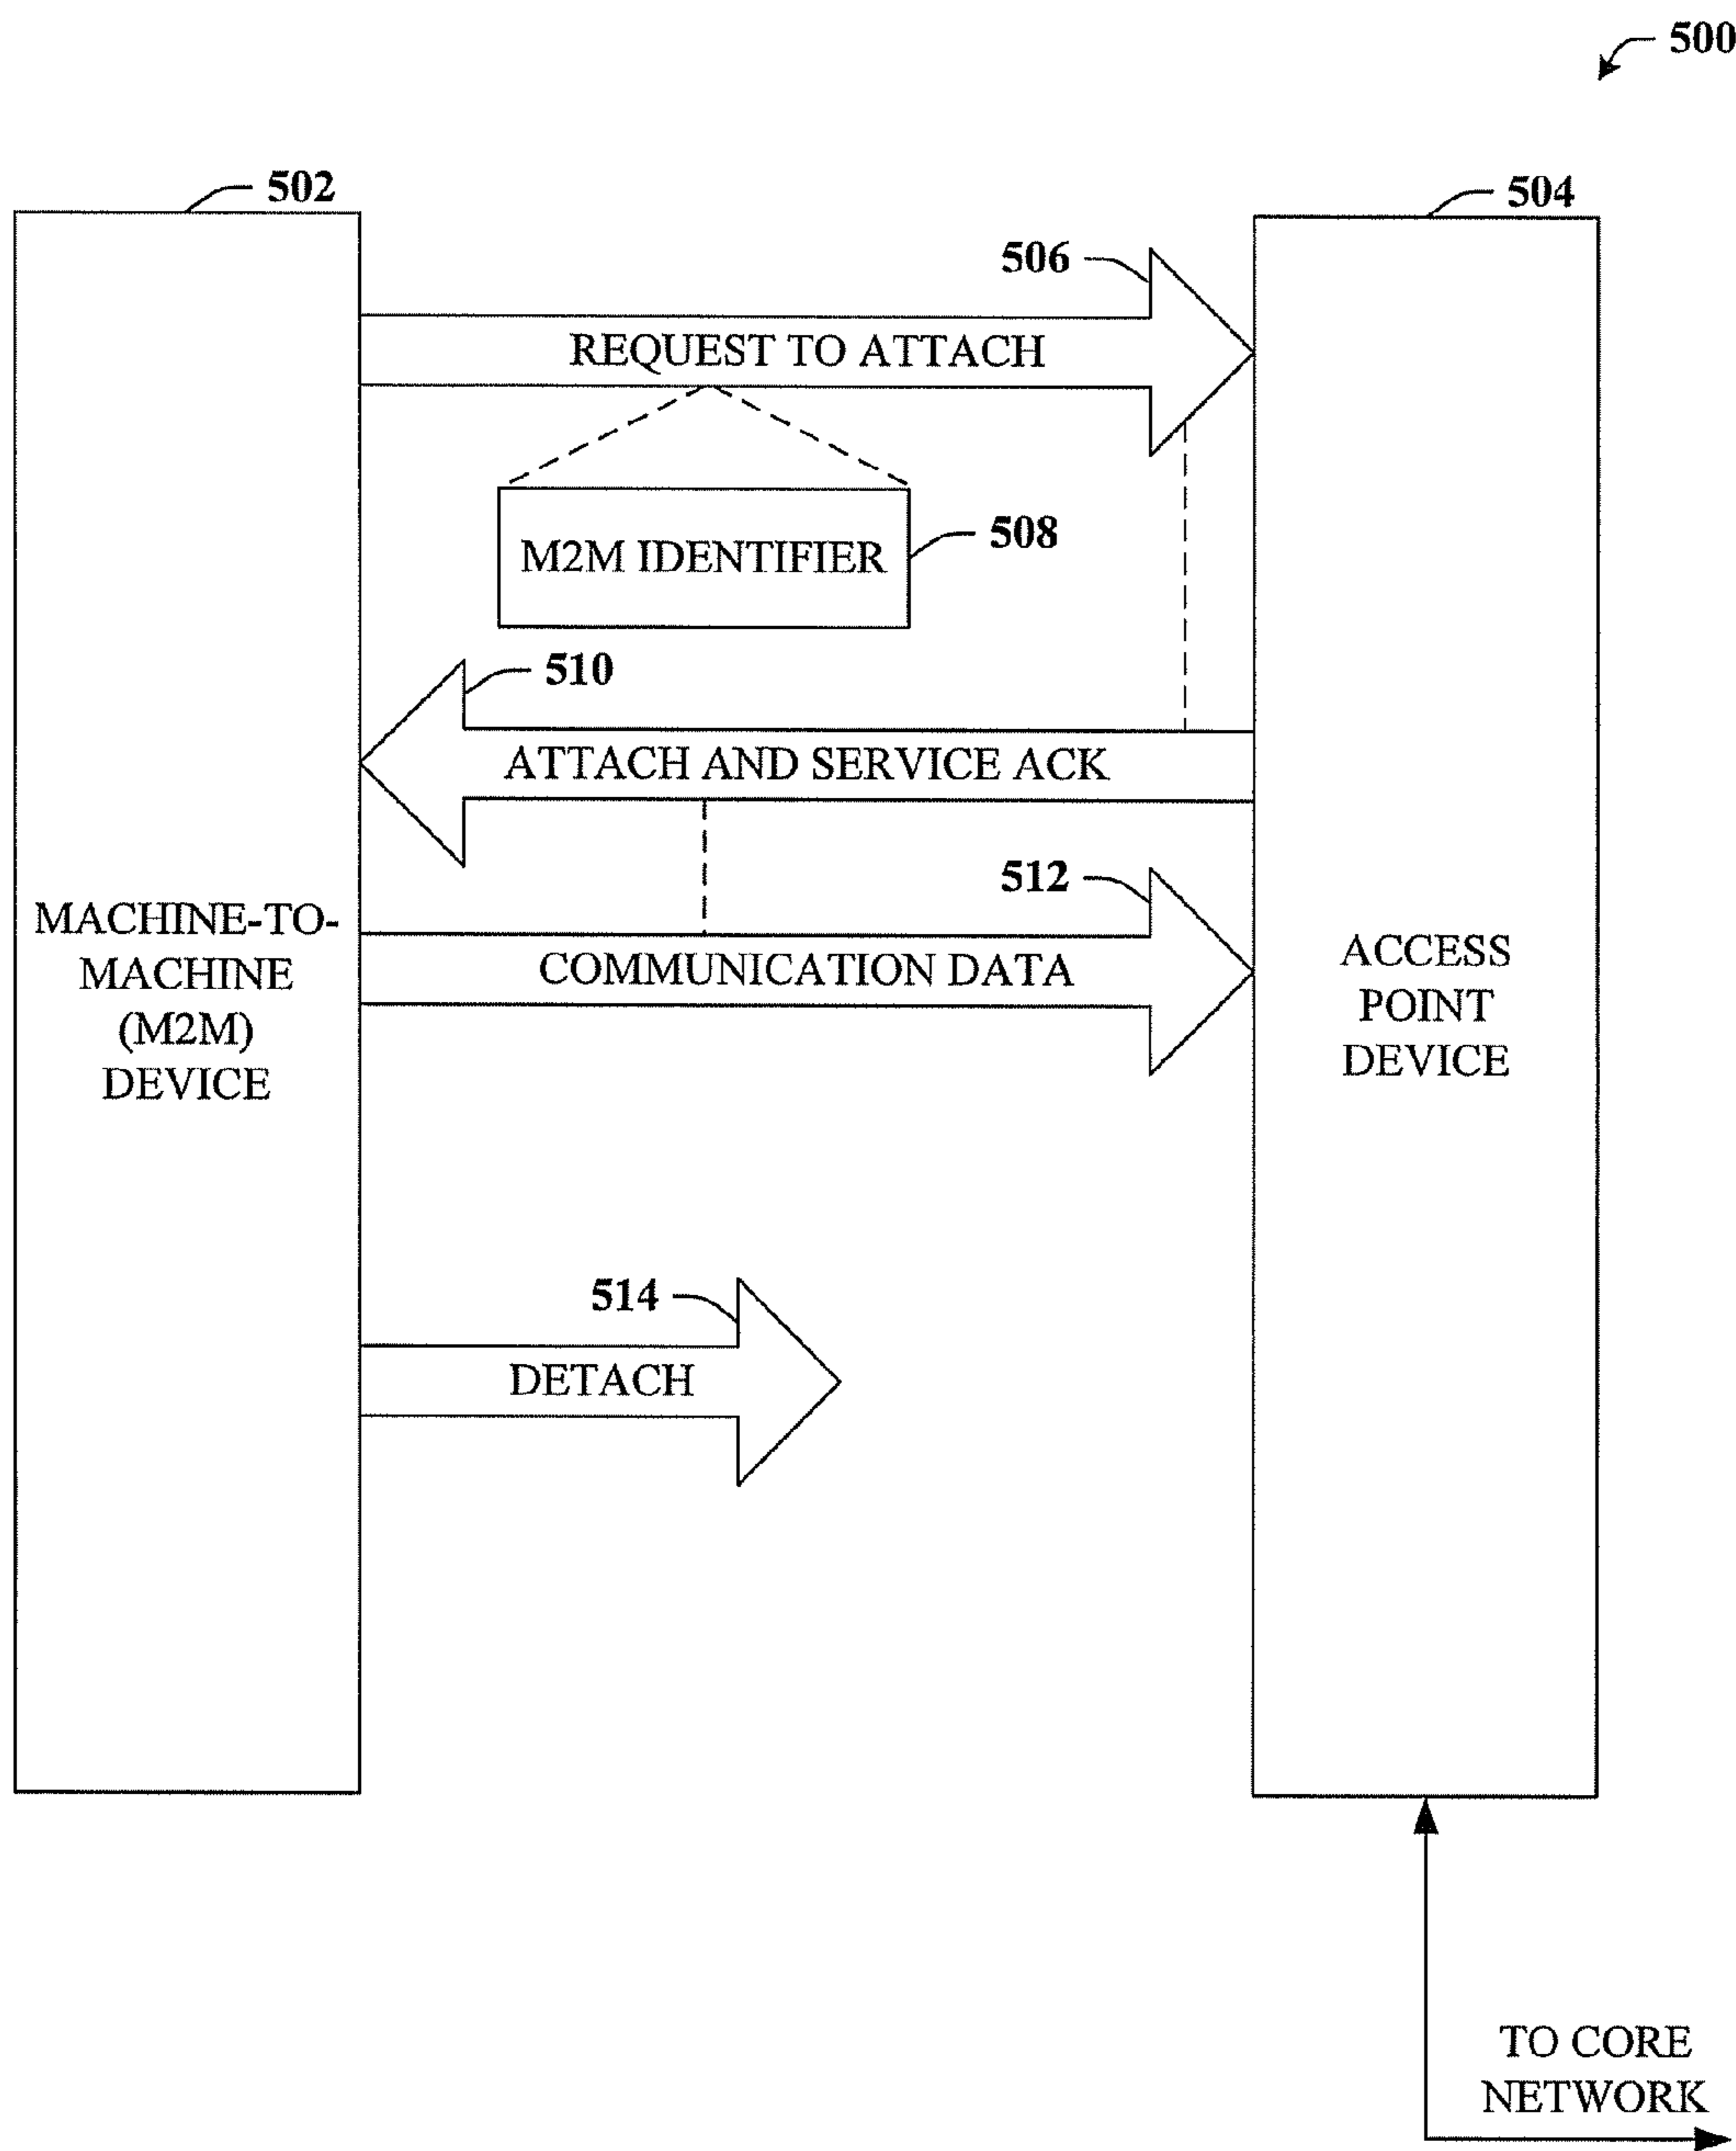 500
502
504
506
REQUEST TO ATTACH
M2M IDENTIFIER
508
510
ATTACH AND SERVICE ACK
512
MACHINE-TO-
MACHINE
(M2M)
DEVICE
COMMUNICATION DATA
ACCESS
POINT
DEVICE
514
DETACH
TO CORE
NETWORK